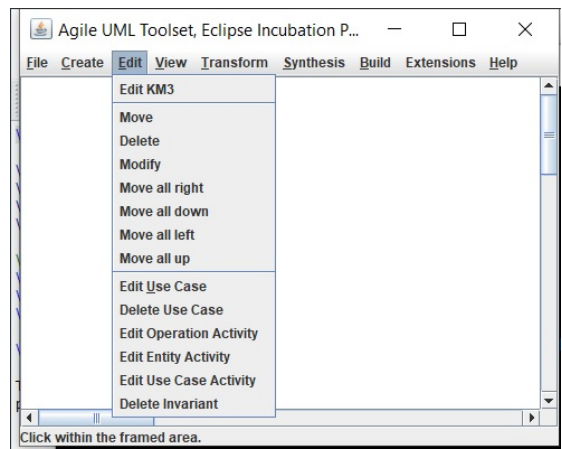 Agile UML Toolset, Eclipse Incubation P...
File Create Edit View Transform Synthesis Build Extensions Help
Edit KM3
Move
Delete
Modify
Move all right
Move all down
Move all left
Move all up
Edit Use Case
Delete Use Case
Edit Operation Activity
Edit Entity Activity
Edit Use Case Activity
Delete Invariant
Click within the framed area.